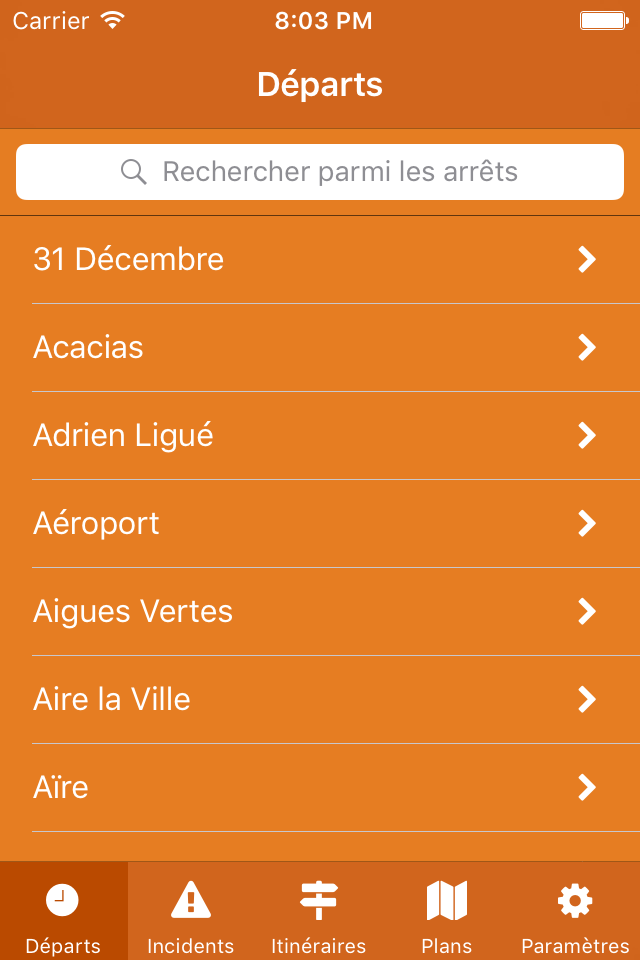 Carrier 8:03 PM
Départs
Rechercher parmi les arrêts
31 Décembre
Acacias
Adrien Ligué
Aéroport
Aigues Vertes
Aire la Ville
Aïre
Départs Incidents Itinéraires Plans Paramètres